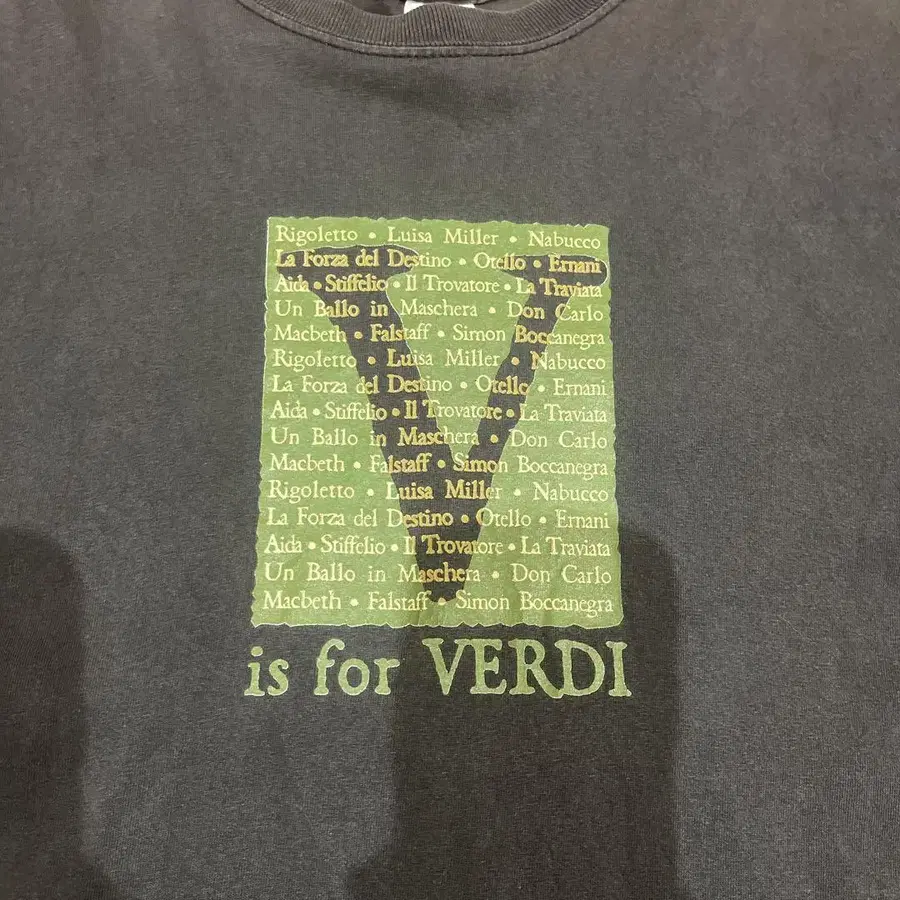 Rigoletto • Luisa Miller • Nabucco
La Forza del Destino • Otello • Ernani
Aida • Stiffelio • Il Trovatore • La Traviata
Un Ballo in Maschera • Don Carlo
Macbeth • Falstaff • Simon Boccanegra
Rigoletto • Luisa Miller • Nabucco
La Forza del Destino • Otello • Ernani
Aida • Stiffelio • Il Trovatore • La Traviata
Un Ballo in Maschera • Don Carlo
Macbeth • Falstaff • Simon Boccanegra
Rigoletto • Luisa Miller • Nabucco
La Forza del Destino • Otello • Ernani
Aida • Stiffelio • Il Trovatore • La Traviata
Un Ballo in Maschera • Don Carlo
Macbeth • Falstaff • Simon Boccanegra
V
is for VERDI